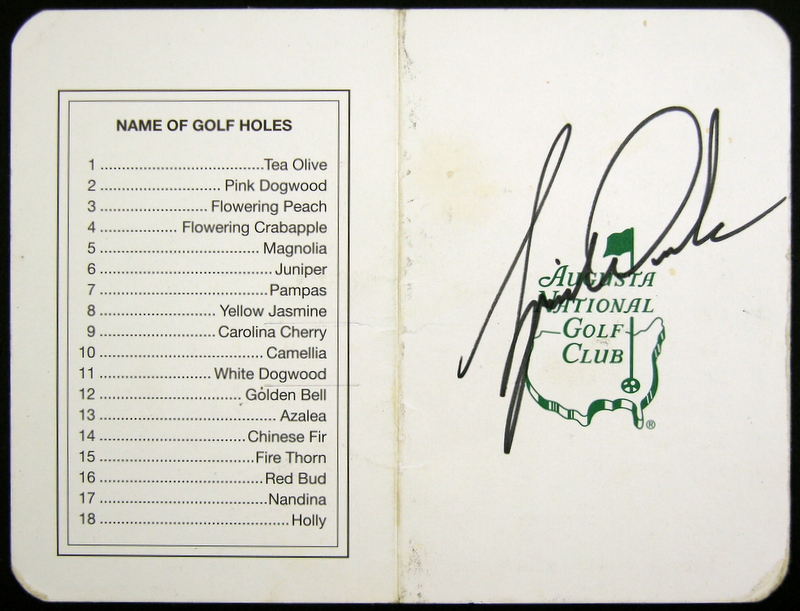 NAME OF GOLF HOLES
1 ........................................Tea Olive
2 ............................. Pink Dogwood
3 .......................... Flowering Peach
4 ................... Flowering Crabapple
5 .......................................Magnolia
6 ..........................................Juniper
7 ......................................... Pampas
8 ............................. Yellow Jasmine
9 ............................. Carolina Cherry
10 ........................................ Camellia
11 ............................ White Dogwood
12 ................................... Golden Bell
13 ........................................... Azalea
14 ....................................Chinese Fir
15 ......................................Fire Thorn
16 ........................................Red Bud
17 .........................................Nandina
18 ..............................................Holly
AUGUSTA
NATIONAL
GOLF
CLUB
®